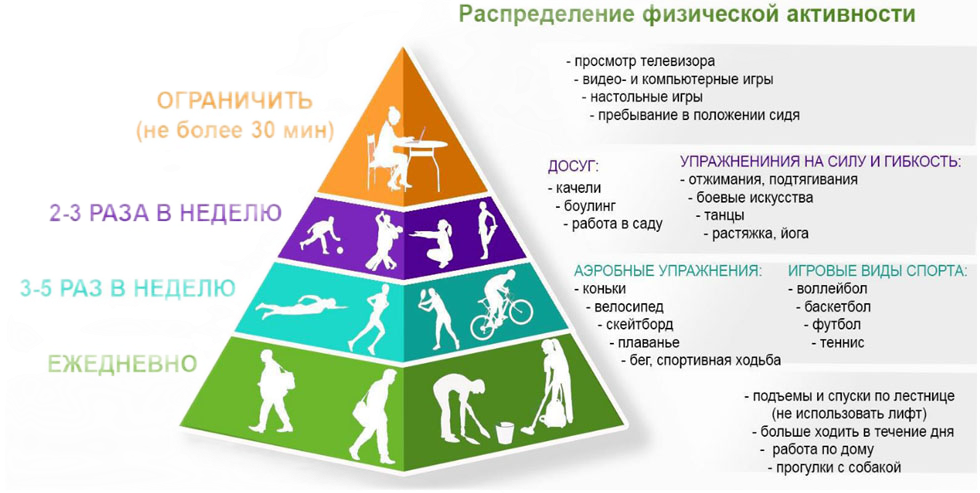 Распределение физической активности
ОГРАНИЧИТЬ
(не более 30 мин)
- просмотр телевизора
- видео- и компьютерные игры
- настольные игры
- пребывание в положении сидя
2-3 РАЗА В НЕДЕЛЮ
ДОСУГ:
- качели
- боулинг
- работа в саду
УПРАЖНЕНИНИЯ НА СИЛУ И ГИБКОСТЬ:
- отжимания, подтягивания
- боевые искусства
- танцы
- растяжка, йога
3-5 РАЗ В НЕДЕЛЮ
АЭРОБНЫЕ УПРАЖНЕНИЯ:
- коньки
- велосипед
- скейтборд
- плаванье
- бег, спортивная ходьба
ИГРОВЫЕ ВИДЫ СПОРТА:
- воллейбол
- баскетбол
- футбол
- теннис
ЕЖЕДНЕВНО
- подъемы и спуски по лестнице
(не использовать лифт)
- больше ходить в течение дня
- работа по дому
- прогулки с собакой